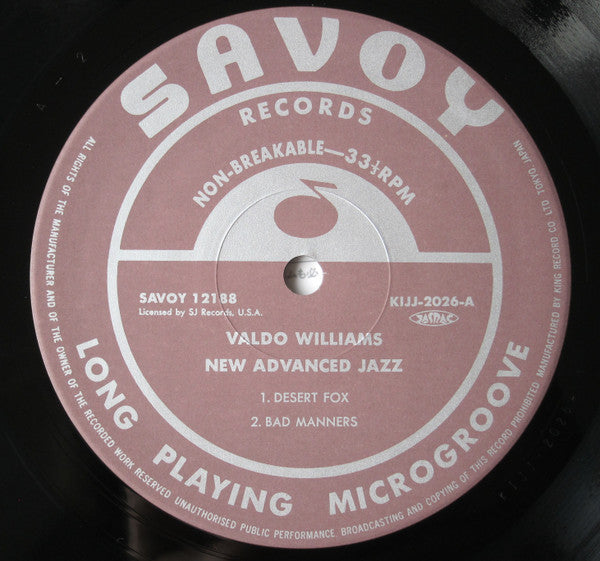 SAVOY
RECORDS
NON-BREAKABLE—33⅓RPM
SAVOY 12188
Licensed by SJ Records, U.S.A.
KIJJ-2026-A
JASRAC
VALDO WILLIAMS
NEW ADVANCED JAZZ
1. DESERT FOX
2. BAD MANNERS
LONG PLAYING MICROGROOVE
ALL RIGHTS OF THE MANUFACTURER AND OF THE OWNER OF THE RECORDED WORK RESERVED UNAUTHORISED PUBLIC PERFORMANCE, BROADCASTING AND COPYING OF THIS RECORD PROHIBITED MANUFACTURED BY KING RECORD CO. LTD TOKYO, JAPAN